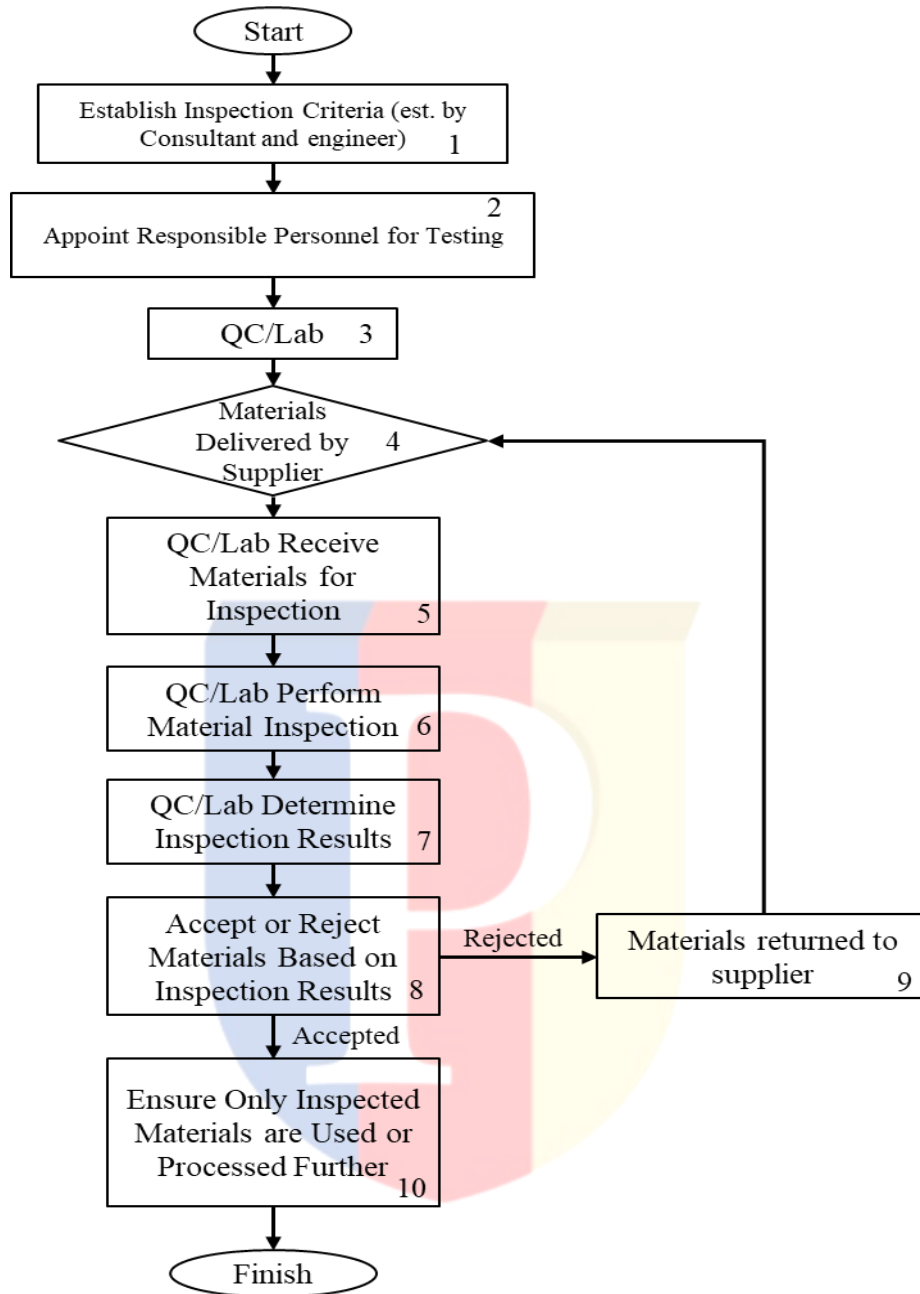 Start
Establish Inspection Criteria (est. by
Consultant and engineer)
1
2
Appoint Responsible Personnel for Testing
QC/Lab
3
Materials
Delivered by
Supplier
4
QC/Lab Receive
Materials for
Inspection
5
QC/Lab Perform
Material Inspection
6
QC/Lab Determine
Inspection Results
7
Accept or Reject
Materials Based on
Inspection Results
8
Rejected
Materials returned to
supplier
9
Accepted
Ensure Only Inspected
Materials are Used or
Processed Further
10
Finish
P